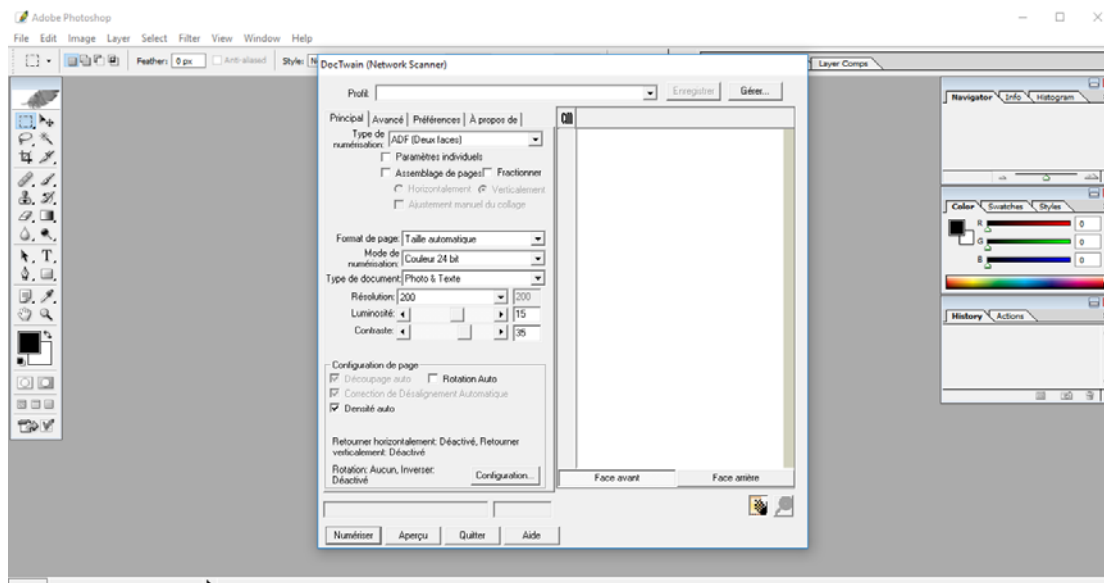 Adobe Photoshop
File Edit Image Layer Select Filter View Window Help
Feather: 0 px Anti-aliased Style:
Layer Comps
DocTwain (Network Scanner)
Profil:
Enregistrer Gérer...
Principal Avancé Préférences À propos de
Type de
numérisation: ADF (Deux faces)
Paramètres individuels
Assemblage de pages Fractionner
Horizontalement Verticalement
Ajustement manuel du collage
Format de page: Taille automatique
Mode de
numérisation: Couleur 24 bit
Type de document: Photo & Texte
Résolution: 200 200
Luminosité: 15
Contraste: 35
Configuration de page
Découpage auto Rotation Auto
Correction de Désalignement Automatique
Densité auto
Retourner horizontalement: Déactivé, Retourner
verticalement: Déactivé
Rotation: Aucun, Inverser:
Déactivé
Configuration...
Face avant Face arrière
Numériser Aperçu Quitter Aide
Navigator Info Histogram
Color Swatches Styles
R 0
G 0
B 0
History Actions